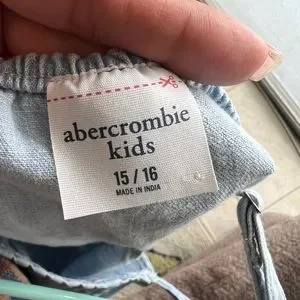 abercrombie
kids
15 / 16
MADE IN INDIA